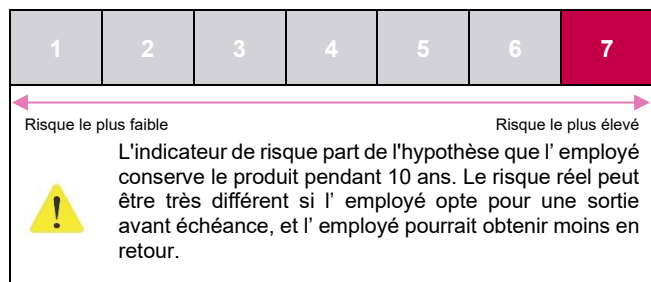 1 2 3 4 5 6 7
Risque le plus faible Risque le plus élevé
L'indicateur de risque part de l'hypothèse que l' employé
conserve le produit pendant 10 ans. Le risque réel peut
être très différent si l' employé opte pour une sortie
avant échéance, et l' employé pourrait obtenir moins en
retour.